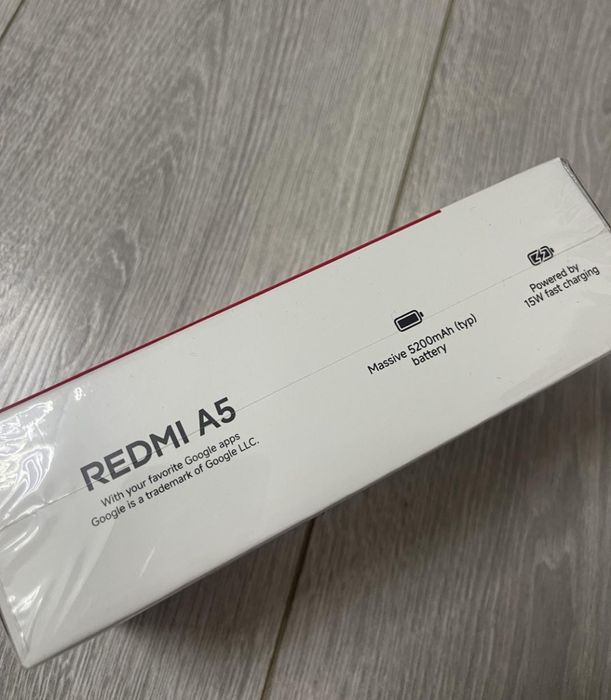 REDMI A5
With your favorite Google apps
Google is a trademark of Google LLC.
Massive 5200mAh (typ)
battery
Powered by
15W fast charging